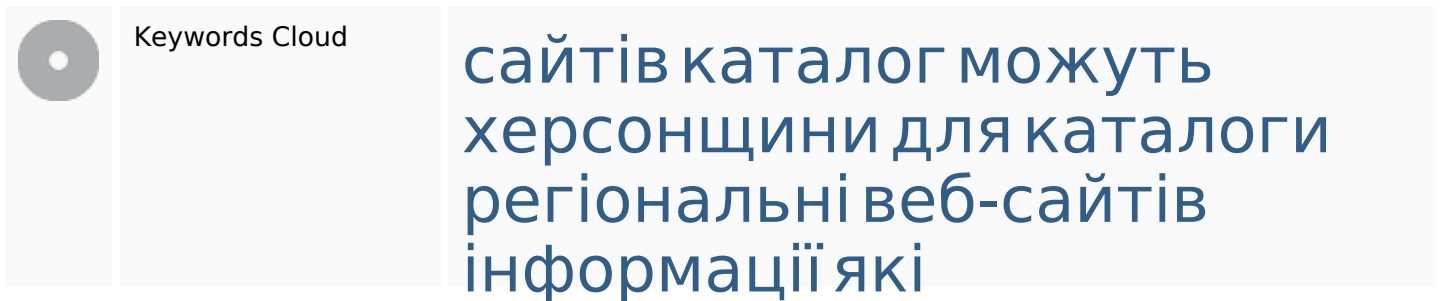 Keywords Cloud
сайтів каталог можуть
херсонщини для каталоги
регіональні веб-сайтів
інформації які